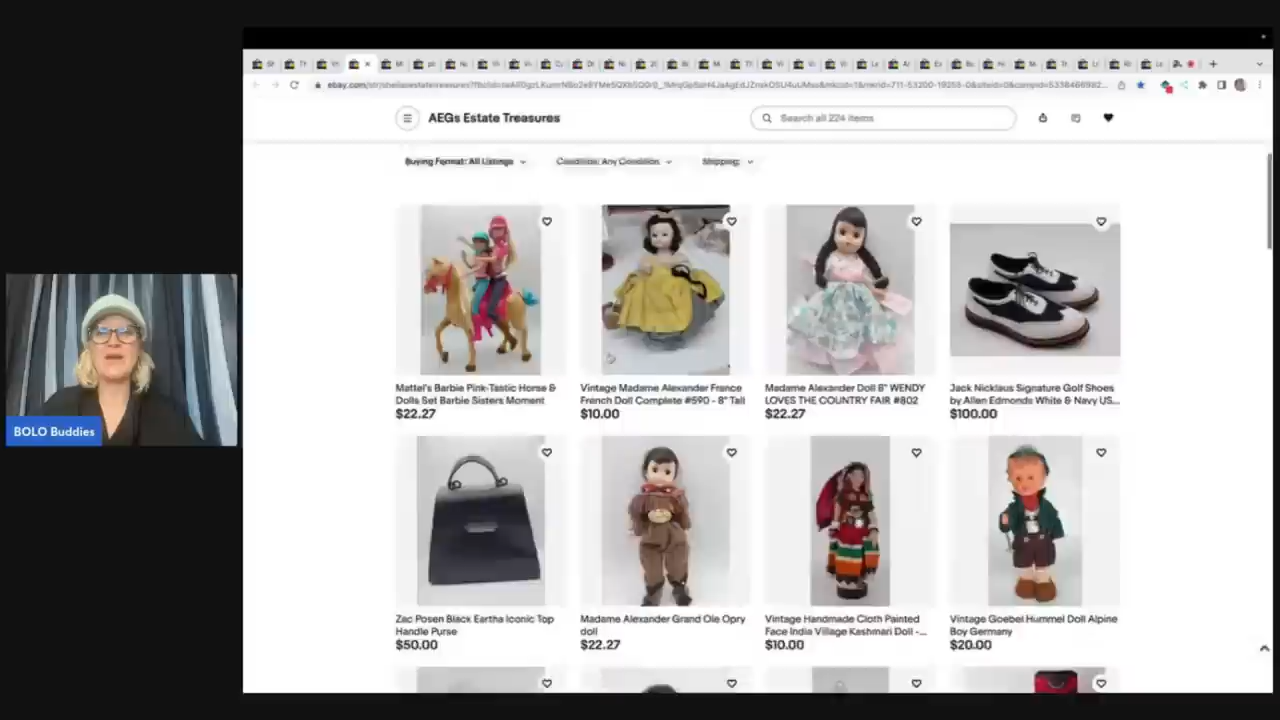 AEGs Estate Treasures
Search all 224 items
Buying Format: All Listings
Condition: Any Condition
Shipping:
Mattel's Barbie Pink-Tastic Horse &
Dolls Set Barbie Sisters Moment
$22.27
Vintage Madame Alexander France
French Doll Complete #590 - 8" Tall
$10.00
Madame Alexander Doll 8" WENDY
LOVES THE COUNTRY FAIR #802
$22.27
Jack Nicklaus Signature Golf Shoes
by Allen Edmonds White & Navy US...
$100.00
BOLO Buddies
Zac Posen Black Eartha Iconic Top
Handle Purse
$50.00
Madame Alexander Grand Ole Opry
doll
$22.27
Vintage Handmade Cloth Painted
Face India Village Kashmari Doll -...
$10.00
Vintage Goebel Hummel Doll Alpine
Boy Germany
$20.00